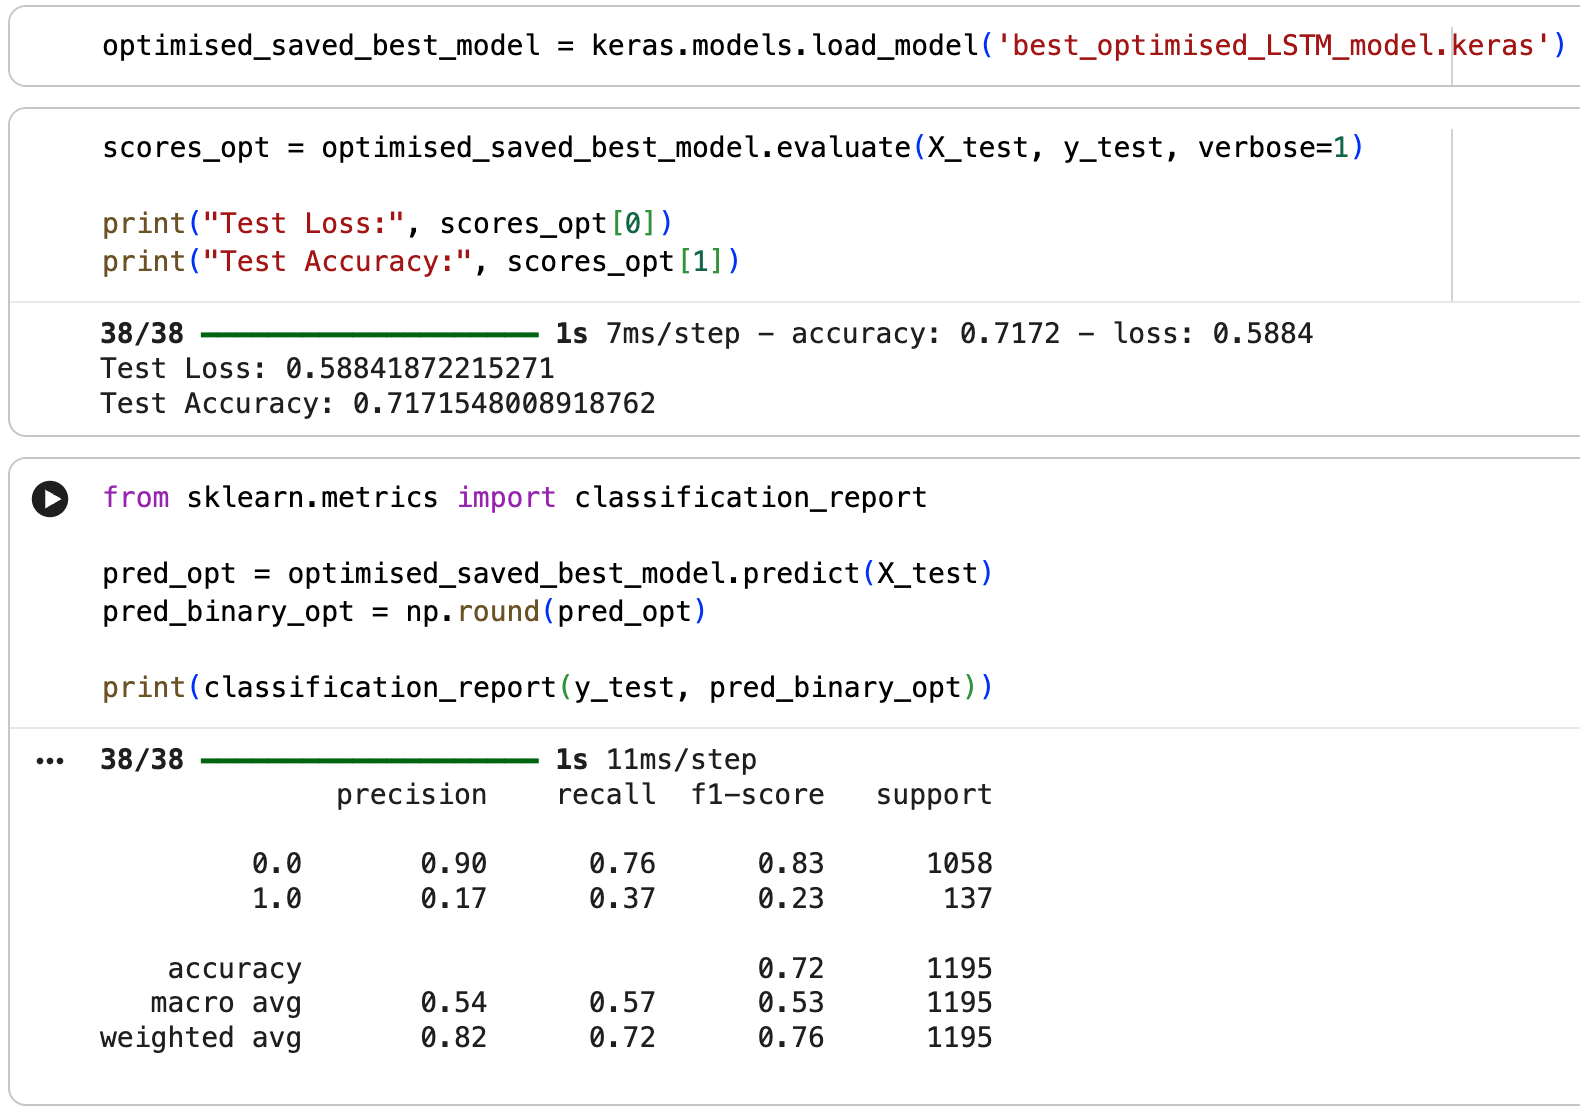 optimised_saved_best_model = keras.models.load_model('best_optimised_LSTM_model.keras')
scores_opt = optimised_saved_best_model.evaluate(X_test, y_test, verbose=1)
print("Test Loss:", scores_opt[0])
print("Test Accuracy:", scores_opt[1])
38/38 ━━━━━━━━━━━━━━━━━━━━ 1s 7ms/step - accuracy: 0.7172 - loss: 0.5884
Test Loss: 0.58841872215271
Test Accuracy: 0.7171548008918762
from sklearn.metrics import classification_report
pred_opt = optimised_saved_best_model.predict(X_test)
pred_binary_opt = np.round(pred_opt)
print(classification_report(y_test, pred_binary_opt))
38/38 ━━━━━━━━━━━━━━━━━━━━ 1s 11ms/step
precision recall f1-score support
0.0 0.90 0.76 0.83 1058
1.0 0.17 0.37 0.23 137
accuracy 0.72 1195
macro avg 0.54 0.57 0.53 1195
weighted avg 0.82 0.72 0.76 1195